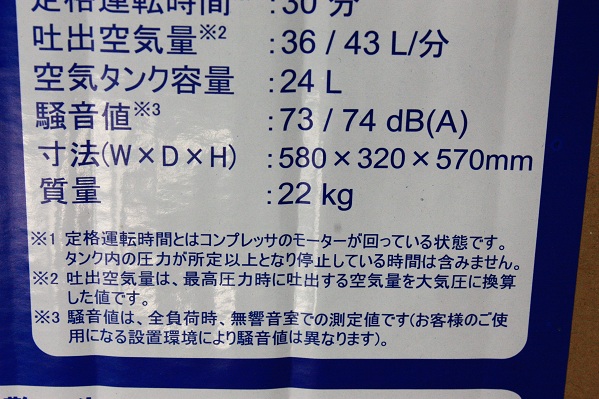 定格運転時間 : 30 分
吐出空気量※2 : 36 / 43 L/分
空気タンク容量 : 24 L
騒音値※3 : 73 / 74 dB(A)
寸法(W×D×H) : 580×320×570mm
質量 : 22 kg
※1 定格運転時間とはコンプレッサのモーターが回っている状態です。
タンク内の圧力が所定以上となり停止している時間は含みません。
※2 吐出空気量は、最高圧力時に吐出する空気量を大気圧に換算
した値です。
※3 騒音値は、全負荷時、無響音室での測定値です(お客様のご使
用になる設置環境により騒音値は異なります)。